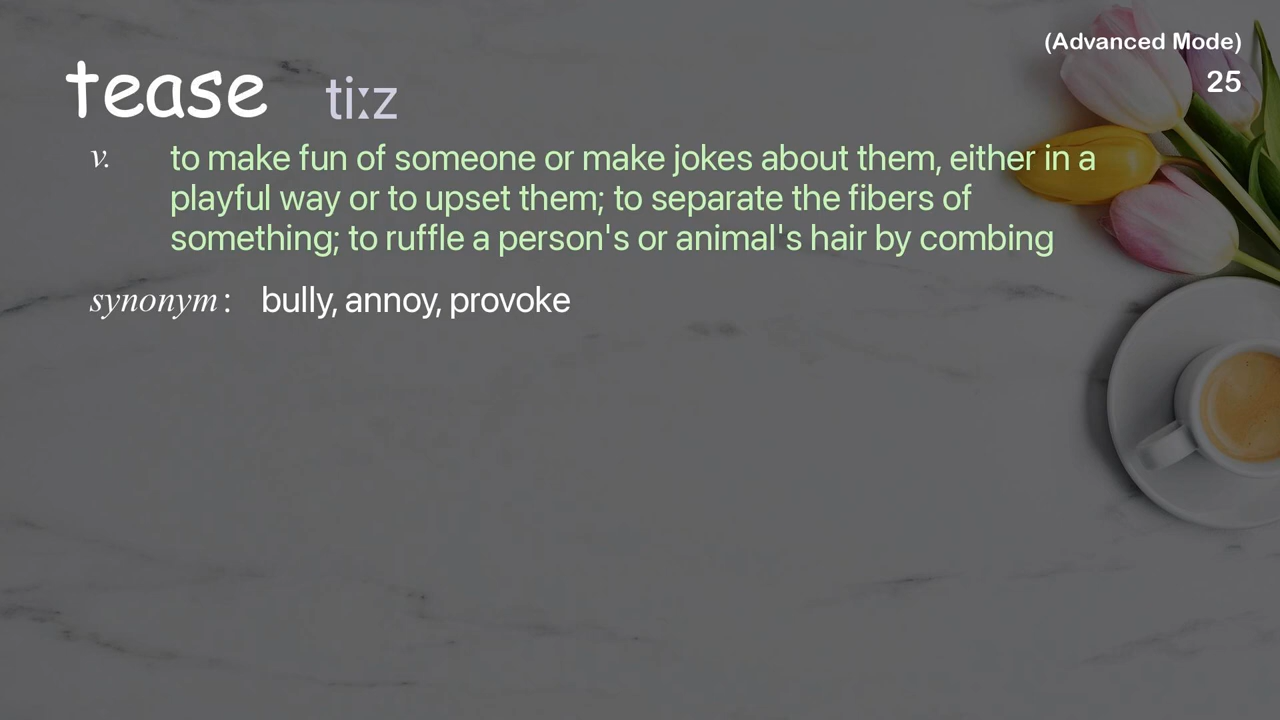 (Advanced Mode)
25
tease tiːz
v. to make fun of someone or make jokes about them, either in a
playful way or to upset them; to separate the fibers of
something; to ruffle a person's or animal's hair by combing
synonym : bully, annoy, provoke